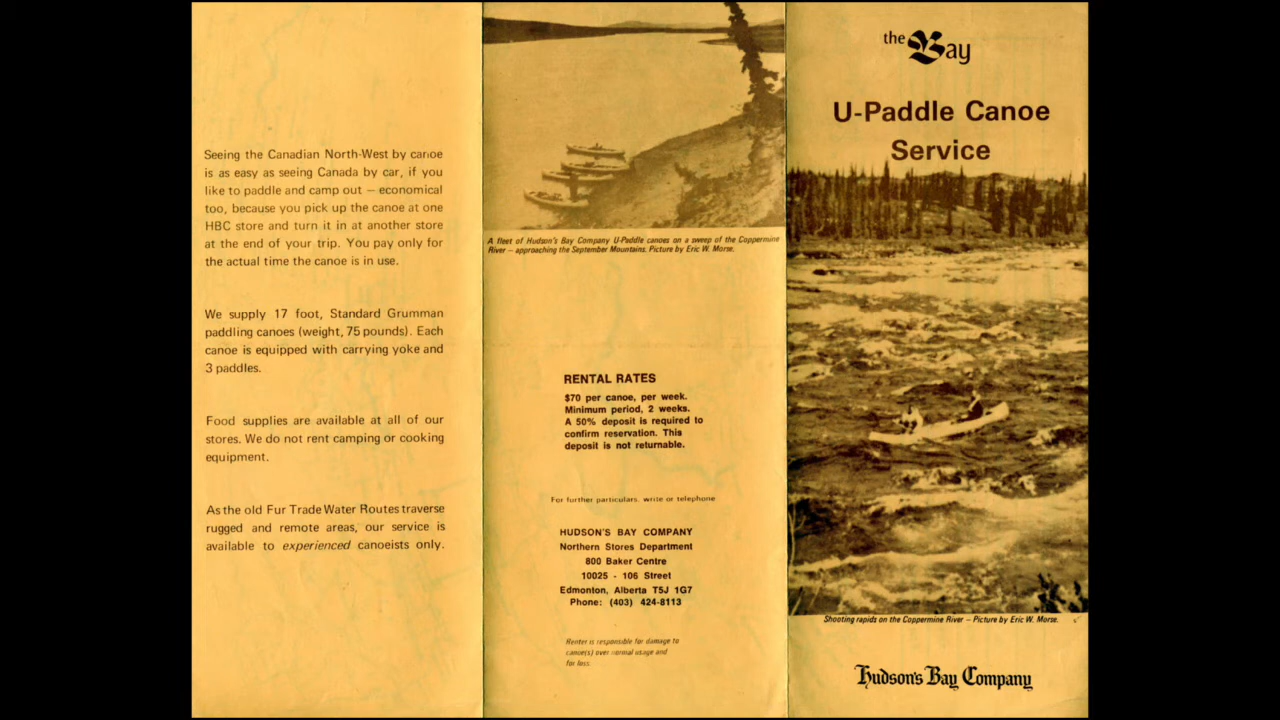 Seeing the Canadian North-West by canoe
is as easy as seeing Canada by car, if you
like to paddle and camp out — economical
too, because you pick up the canoe at one
HBC store and turn it in at another store
at the end of your trip. You pay only for
the actual time the canoe is in use.
We supply 17 foot, Standard Grumman
paddling canoes (weight, 75 pounds). Each
canoe is equipped with carrying yoke and
3 paddles.
Food supplies are available at all of our
stores. We do not rent camping or cooking
equipment.
As the old Fur Trade Water Routes traverse
rugged and remote areas, our service is
available to experienced canoeists only.
A fleet of Hudson's Bay Company U-Paddle canoes on a sweep of the Coppermine
River — approaching the September Mountains. Picture by Eric W. Morse.
RENTAL RATES
$70 per canoe, per week.
Minimum period, 2 weeks.
A 50% deposit is required to
confirm reservation. This
deposit is not returnable.
For further particulars, write or telephone
HUDSON'S BAY COMPANY
Northern Stores Department
800 Baker Centre
10025 - 106 Street
Edmonton, Alberta T5J 1G7
Phone: (403) 424-8113
Renter is responsible for damage to
canoe(s) over normal usage and
for loss.
the Bay
U-Paddle Canoe
Service
Shooting rapids on the Coppermine River — Picture by Eric W. Morse.
Hudson's Bay Company